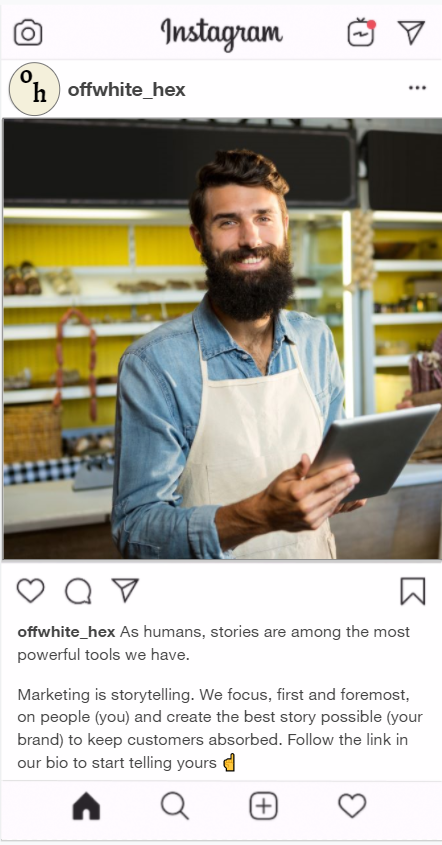 Instagram
oh
offwhite_hex
offwhite_hex As humans, stories are among the most
powerful tools we have.
Marketing is storytelling. We focus, first and foremost,
on people (you) and create the best story possible (your
brand) to keep customers absorbed. Follow the link in
our bio to start telling yours ☝️